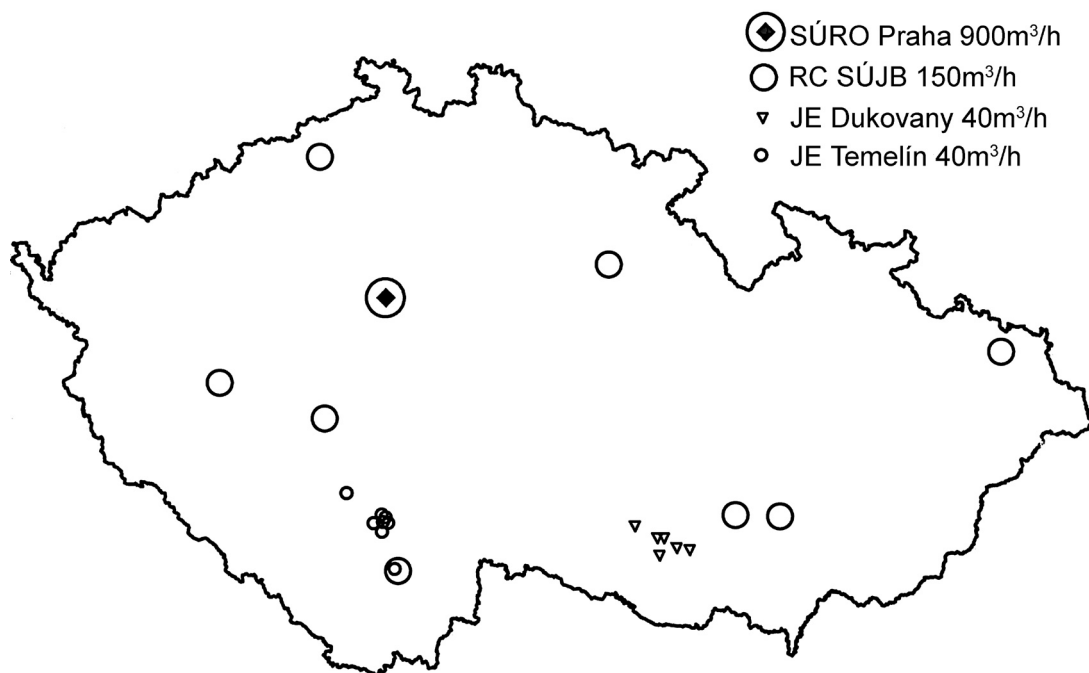 SÚRO Praha 900m³/h
RC SÚJB 150m³/h
JE Dukovany 40m³/h
JE Temelín 40m³/h